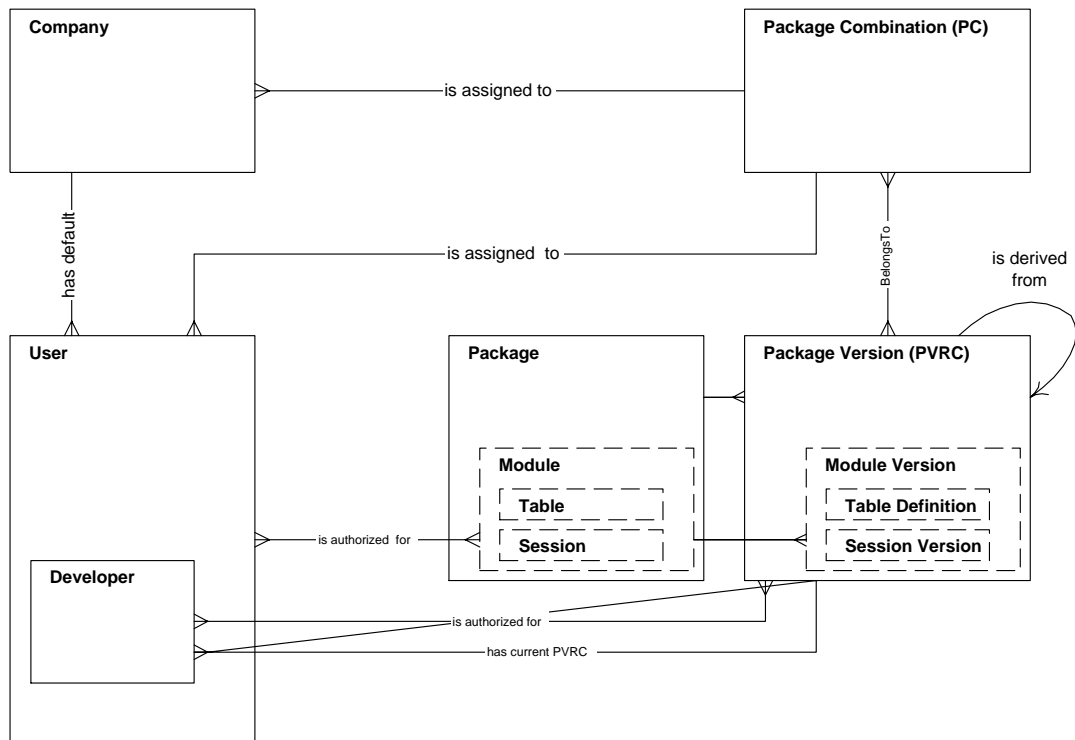 Company
Package Combination (PC)
is assigned to
has default
is assigned  to
BelongsTo
is derived
from
User
Package
Package Version (PVRC)
Module
Module Version
Table
Table Definition
is authorized  for
Session
Session Version
Developer
is authorized for
has current PVRC